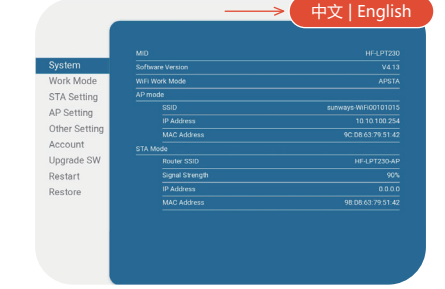 中文 | English
System
Work Mode
STA Setting
AP Setting
Other Setting
Account
Upgrade SW
Restart
Restore
MID HF-LPT230
Software Version V4.13
WiFi Work Mode APSTA
AP mode
SSID sunways-WiFi00101015
IP Address 10.10.100.254
MAC Address 9C:D8:63:79:51:42
STA Mode
Router SSID HF-LPT230-AP
Signal Strength 90%
IP Address 0.0.0.0
MAC Address 98:D8:63:79:51:42